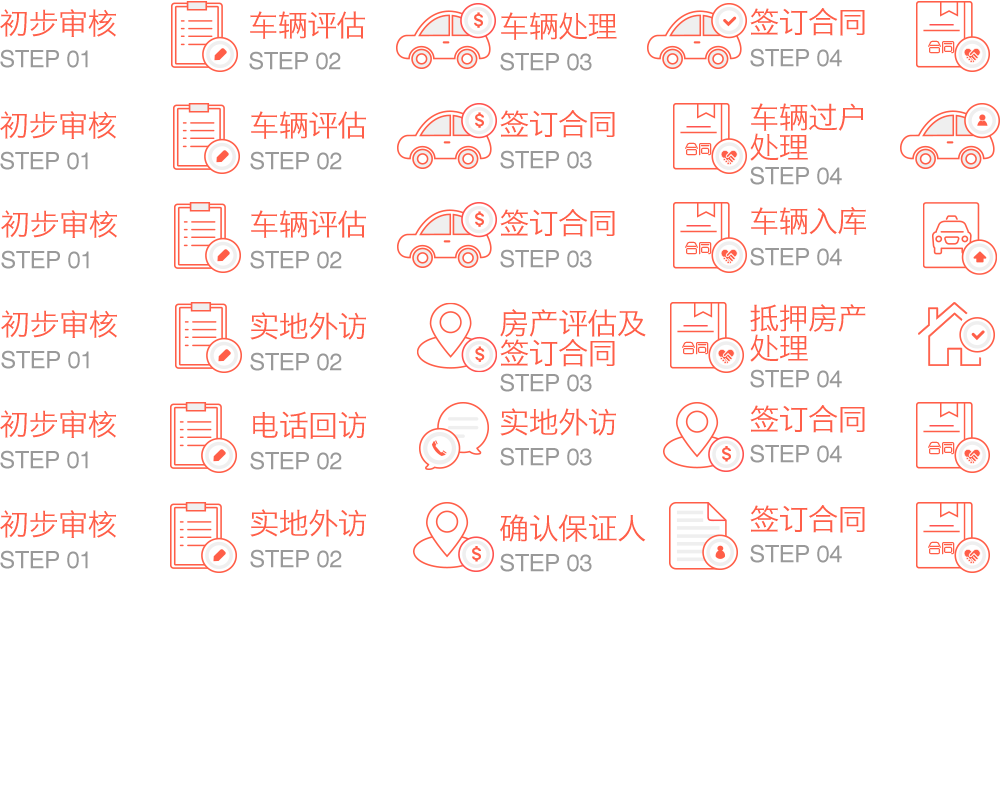 初步审核
STEP 01
车辆评估
STEP 02
车辆处理
STEP 03
签订合同
STEP 04
合同
初步审核
STEP 01
车辆评估
STEP 02
签订合同
STEP 03
合同
车辆过户
处理
STEP 04
初步审核
STEP 01
车辆评估
STEP 02
签订合同
STEP 03
合同
车辆入库
STEP 04
初步审核
STEP 01
实地外访
STEP 02
房产评估及
签订合同
STEP 03
合同
抵押房产
处理
STEP 04
初步审核
STEP 01
电话回访
STEP 02
实地外访
STEP 03
签订合同
STEP 04
合同
初步审核
STEP 01
实地外访
STEP 02
确认保证人
STEP 03
签订合同
STEP 04
合同